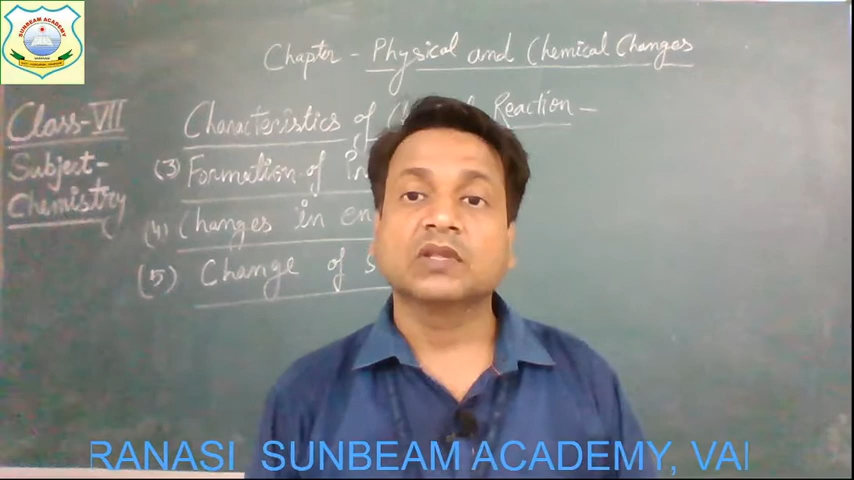 SUNBEAM ACADEMY
Chapter - Physical and Chemical Changes
Class-VII
Subject-
Chemistry
Characteristics of Reaction -
(3) Formation of
(4) Changes in
(5) Change of
RANASI SUNBEAM ACADEMY, VAI